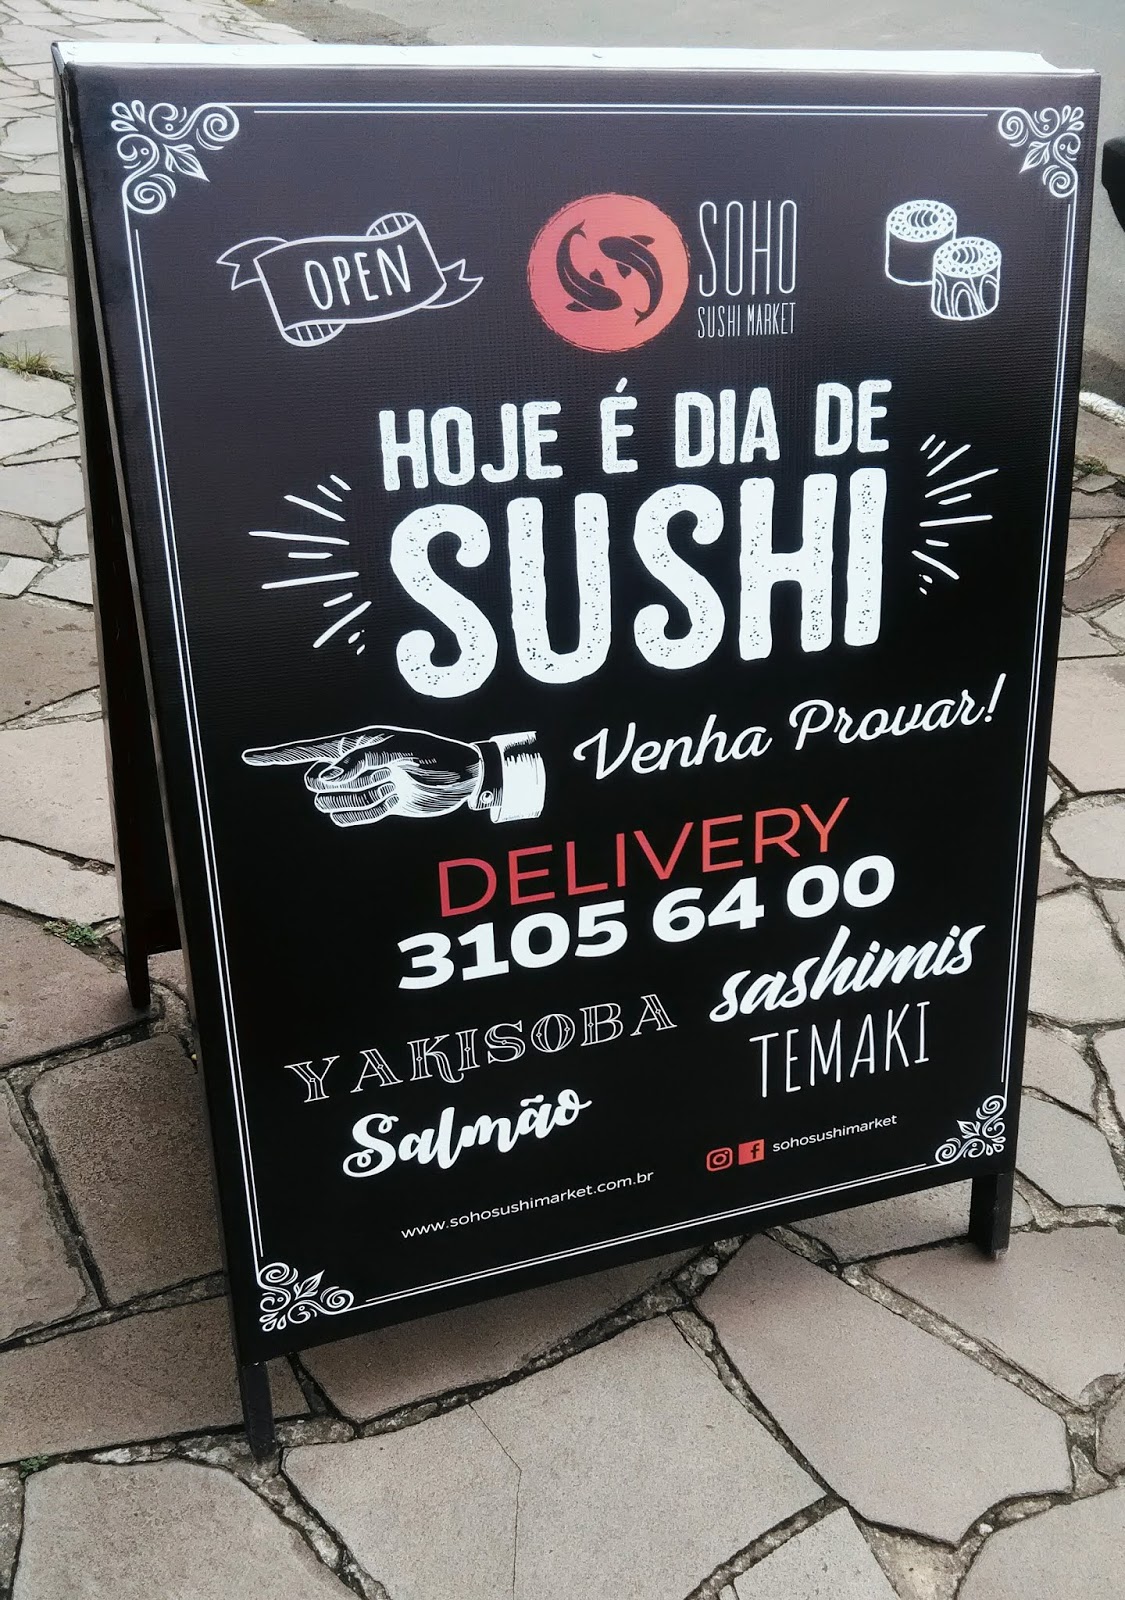 OPEN
SOHO
SUSHI MARKET
HOJE É DIA DE
SUSHI
Venha Provar!
DELIVERY
3105 64 00
sashimis
YAKISOBA
TEMAKI
Salmão
sohosushimarket
www.sohosushimarket.com.br